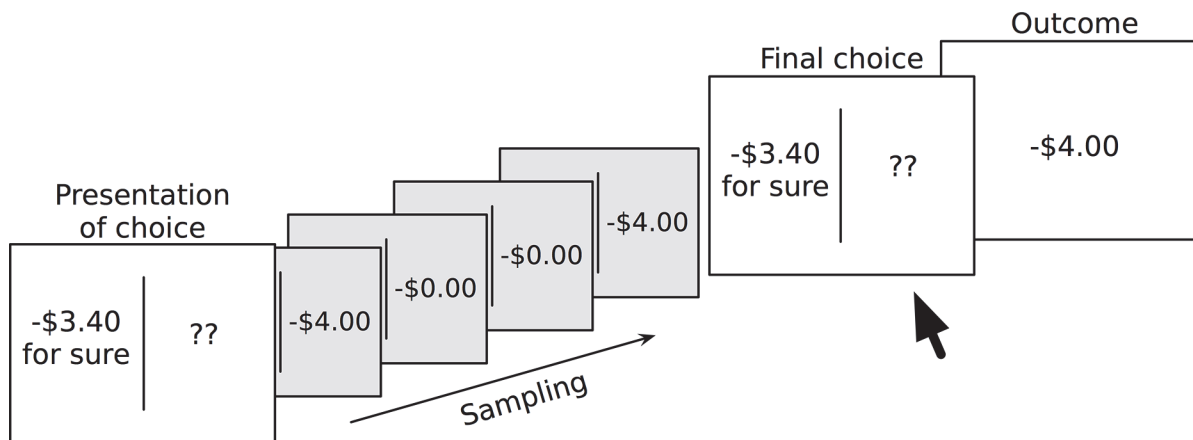 Presentation
of choice
-$3.40
for sure
??
-$4.00
-$0.00
-$0.00
-$4.00
Sampling
Final choice
-$3.40
for sure
??
Outcome
-$4.00